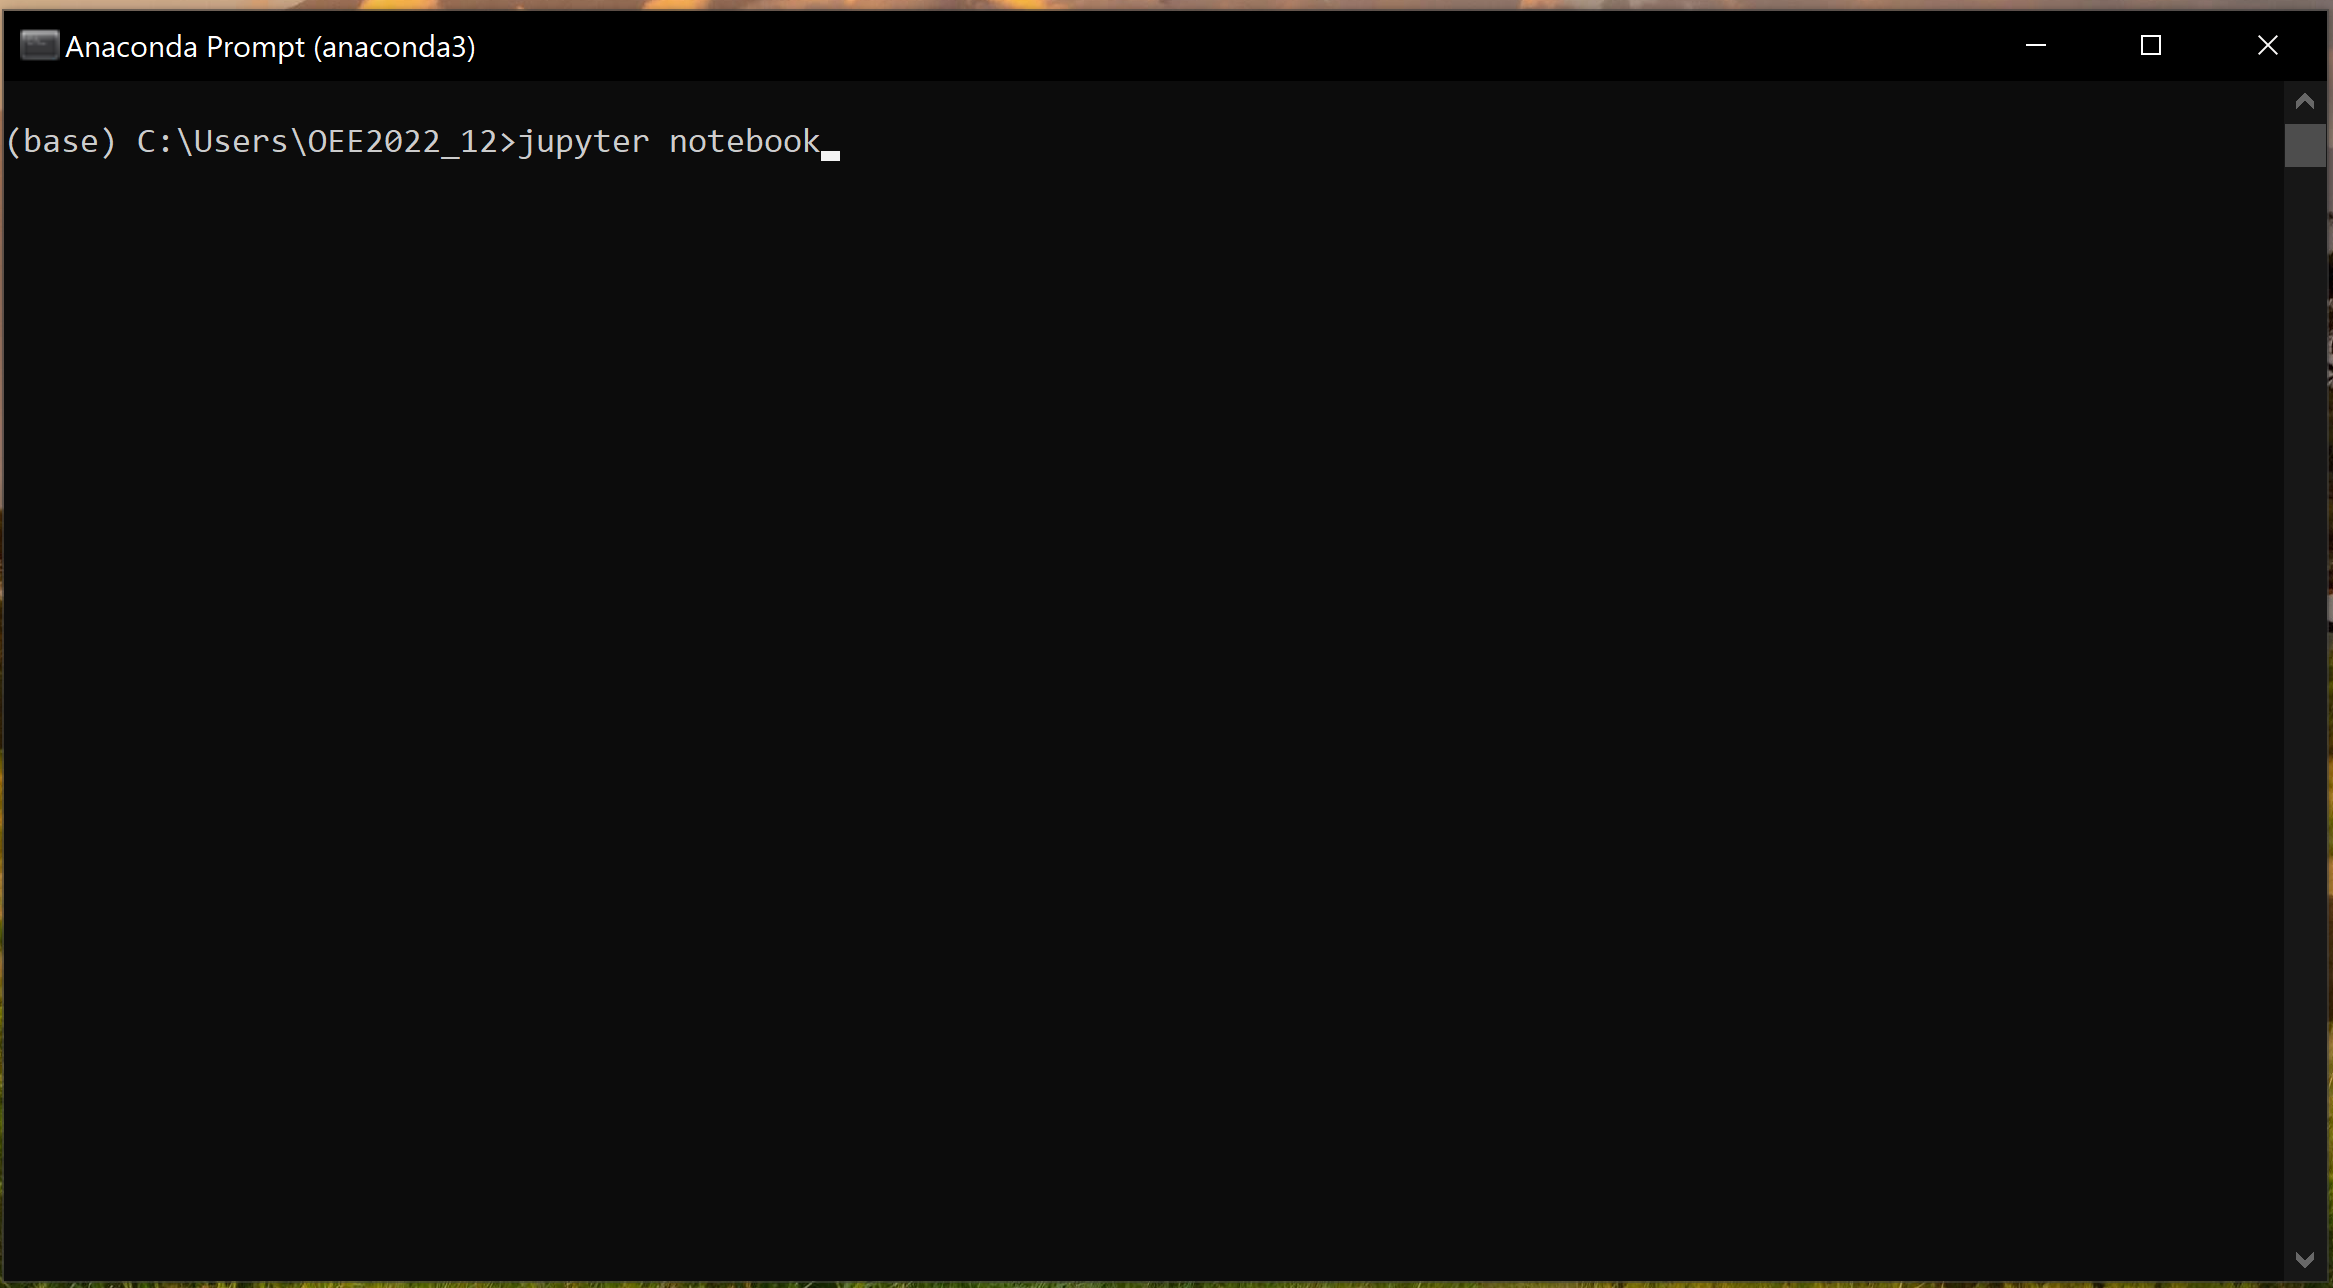 Anaconda Prompt (anaconda3)
(base) C:\Users\OEE2022_12>jupyter notebook